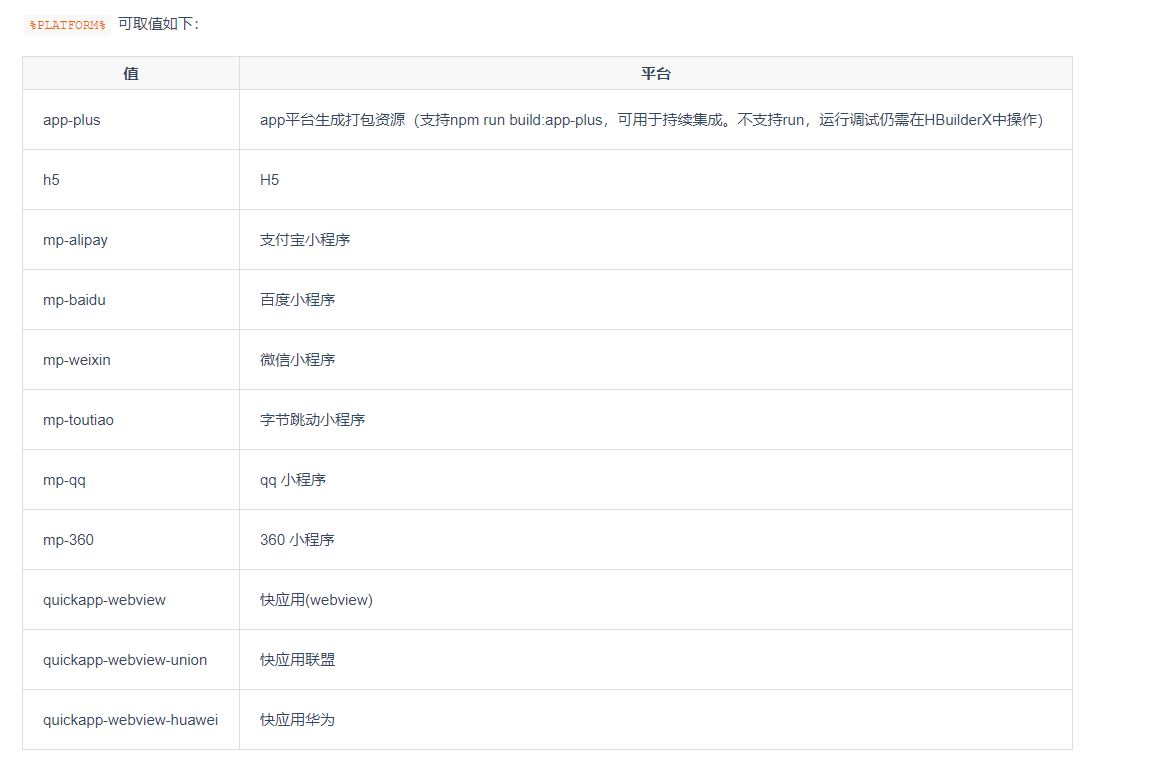 %PLATFORM% 可取值如下：
值 平台
app-plus app平台生成打包资源（支持npm run build:app-plus，可用于持续集成。不支持run，运行调试仍需在HBuilderX中操作）
h5 H5
mp-alipay 支付宝小程序
mp-baidu 百度小程序
mp-weixin 微信小程序
mp-toutiao 字节跳动小程序
mp-qq qq 小程序
mp-360 360 小程序
quickapp-webview 快应用(webview)
quickapp-webview-union 快应用联盟
quickapp-webview-huawei 快应用华为